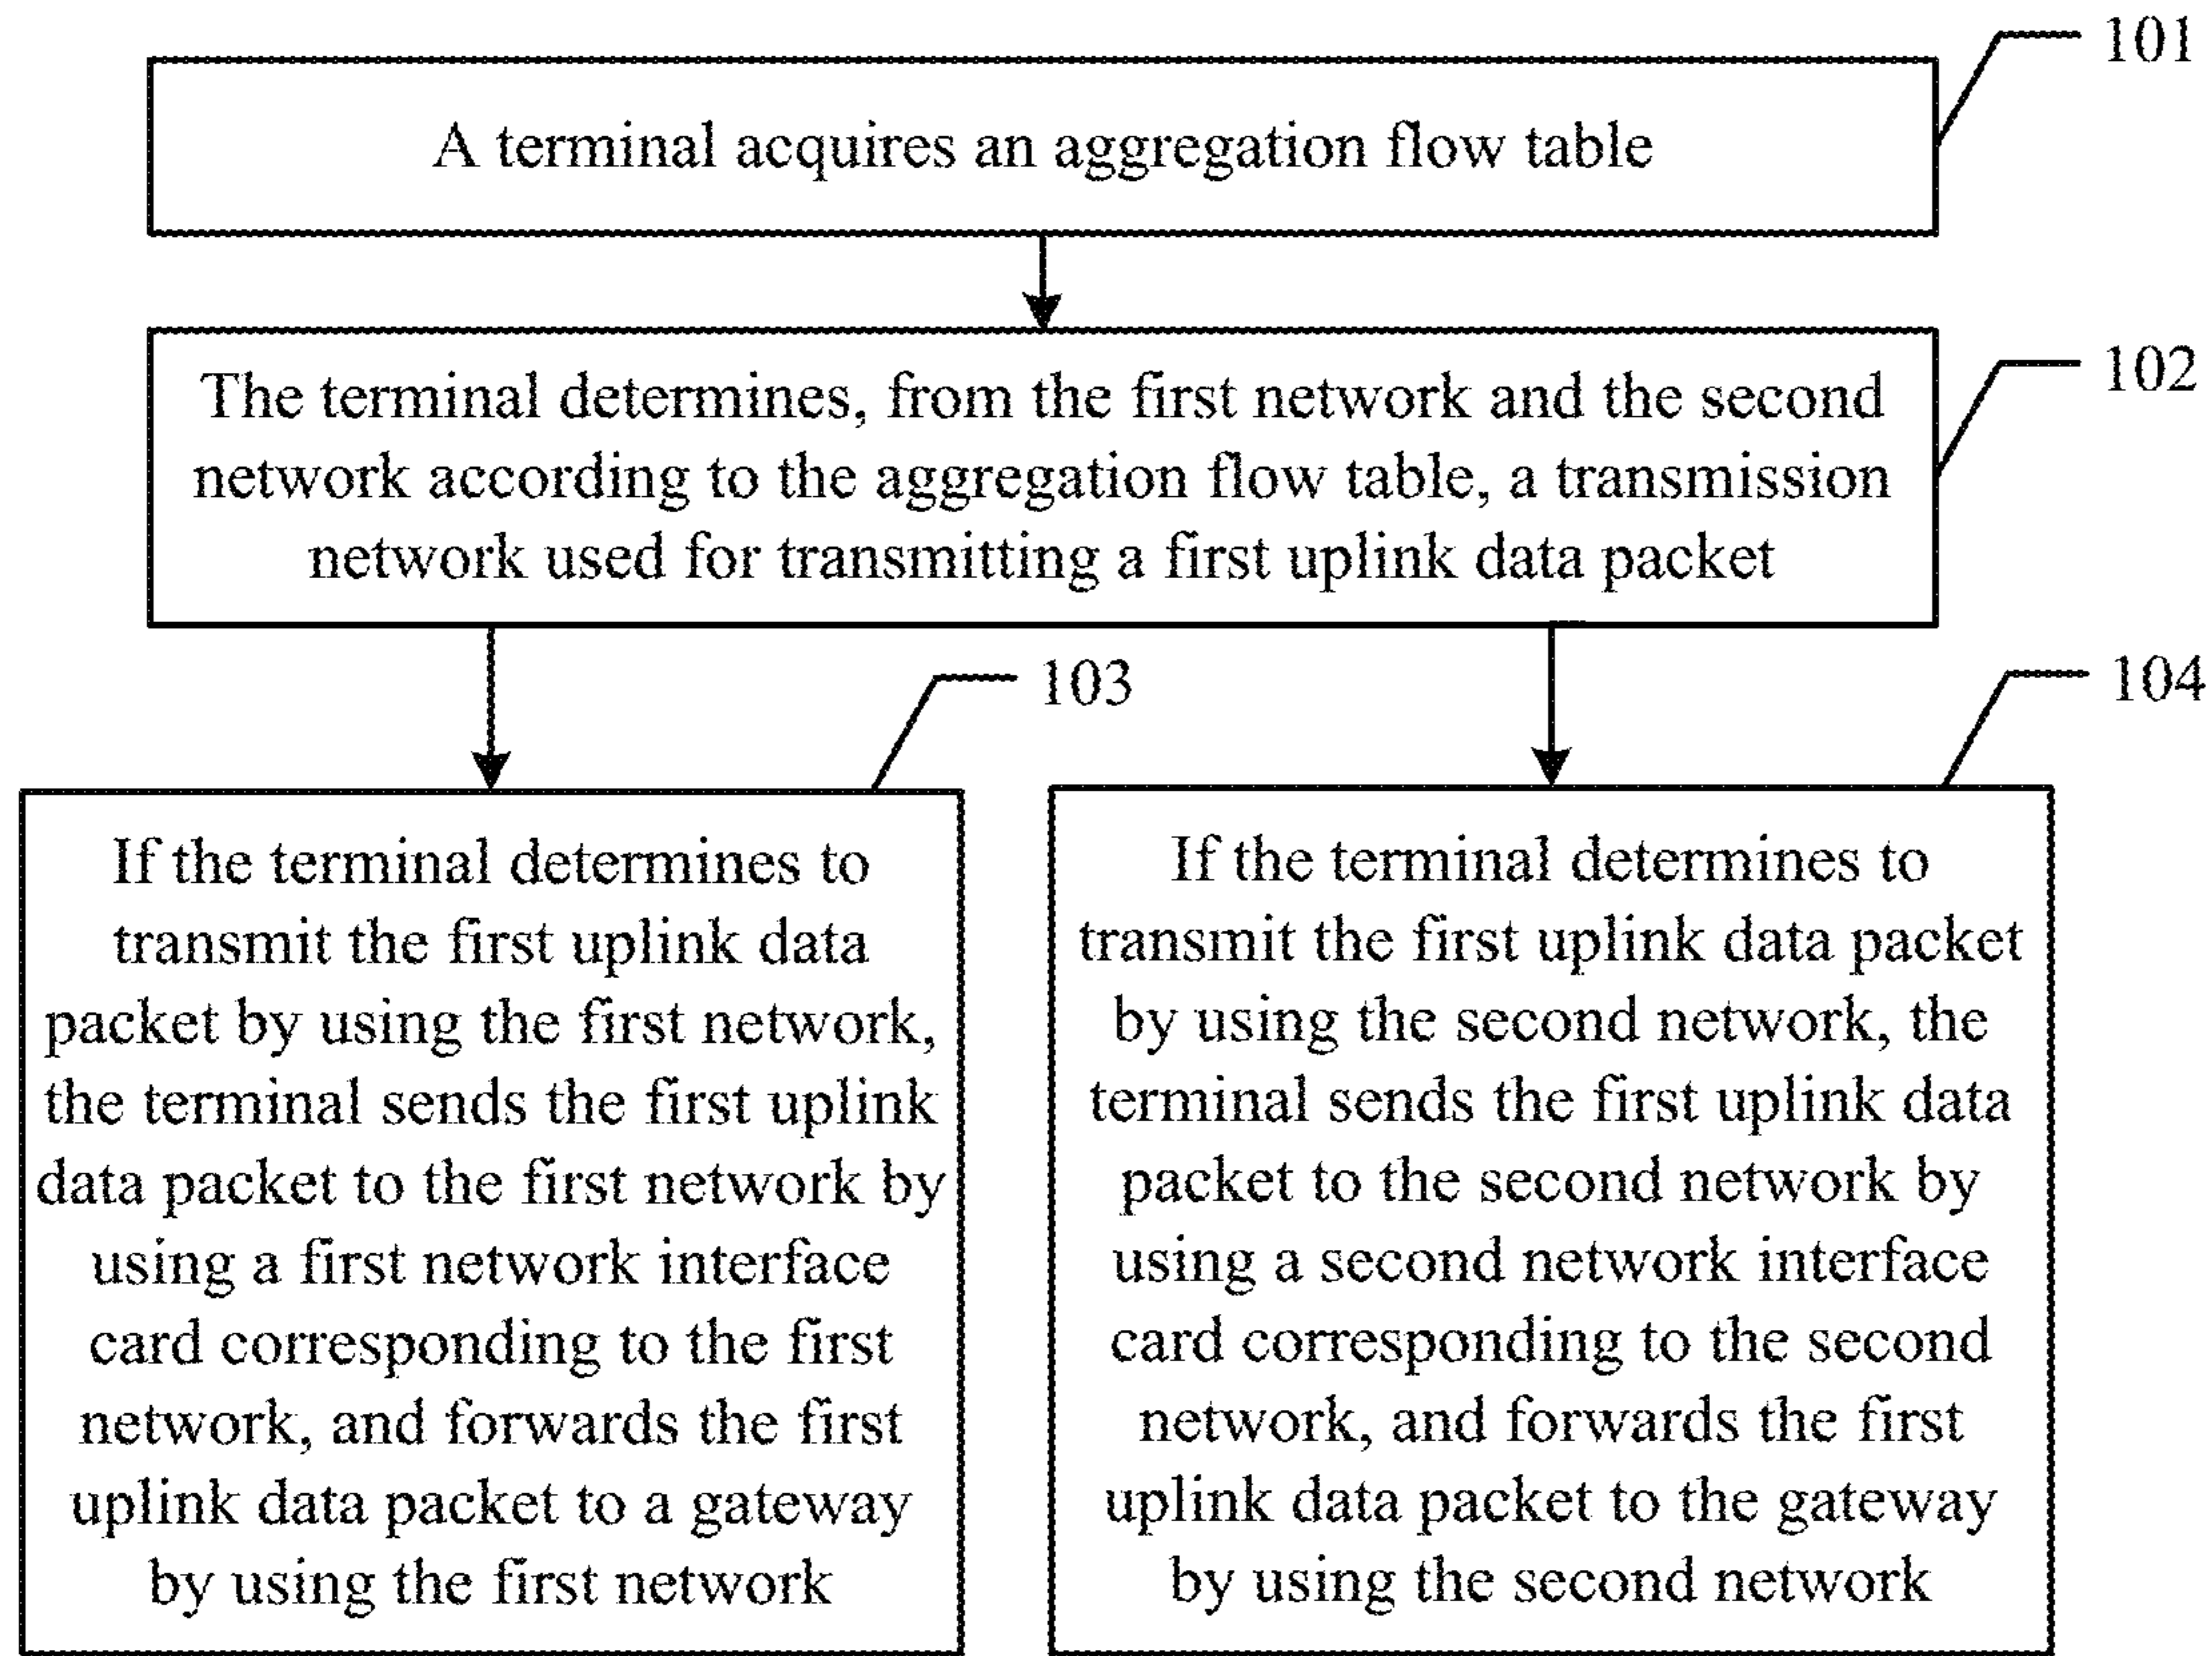 101
A terminal acquires an aggregation flow table
102
The terminal determines, from the first network and the second
network according to the aggregation flow table, a transmission
network used for transmitting a first uplink data packet
103
If the terminal determines to
transmit the first uplink data
packet by using the first network,
the terminal sends the first uplink
data packet to the first network by
using a first network interface
card corresponding to the first
network, and forwards the first
uplink data packet to a gateway
by using the first network
104
If the terminal determines to
transmit the first uplink data packet
by using the second network, the
terminal sends the first uplink data
packet to the second network by
using a second network interface
card corresponding to the second
network, and forwards the first
uplink data packet to the gateway
by using the second network